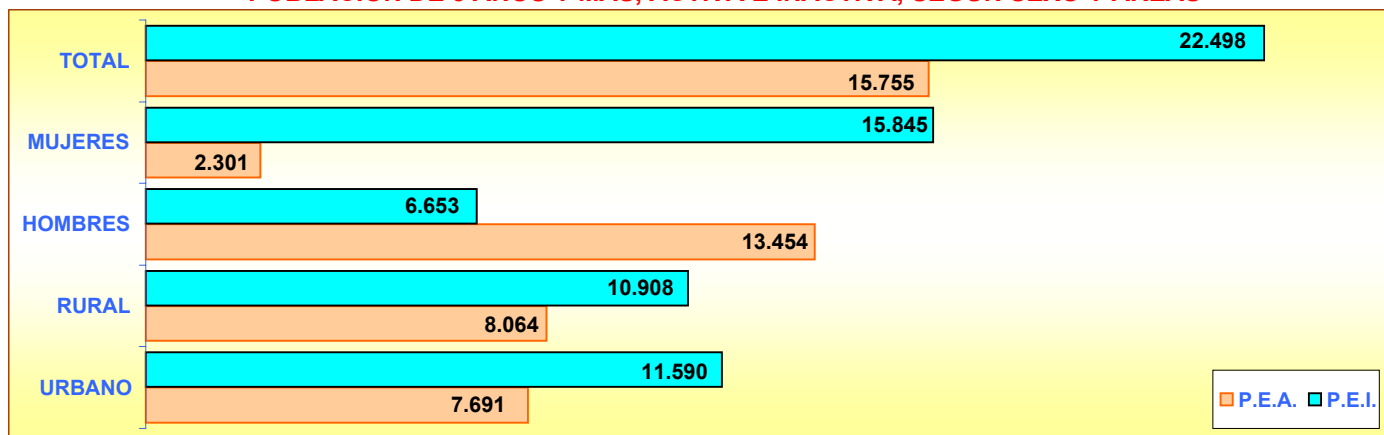 TOTAL
22.498
15.755
MUJERES
15.845
2.301
HOMBRES
6.653
13.454
RURAL
10.908
8.064
URBANO
11.590
7.691
P.E.A. P.E.I.